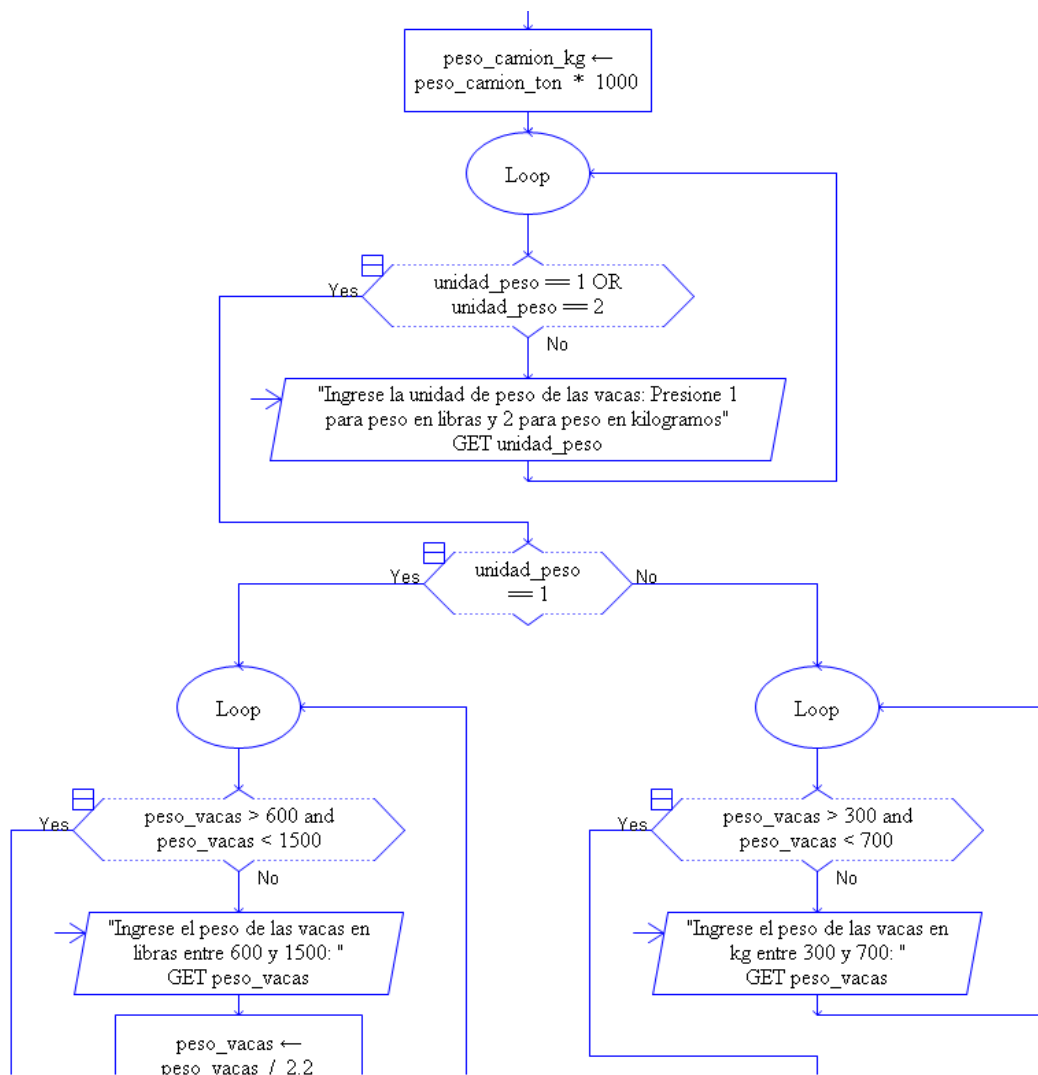 peso_camion_kg ←
peso_camion_ton * 1000
Loop
unidad_peso == 1 OR
unidad_peso == 2
Yes
No
"Ingrese la unidad de peso de las vacas: Presione 1
para peso en libras y 2 para peso en kilogramos"
GET unidad_peso
unidad_peso
== 1
Yes
No
Loop
peso_vacas > 600 and
peso_vacas < 1500
Yes
No
"Ingrese el peso de las vacas en
libras entre 600 y 1500: "
GET peso_vacas
peso_vacas ←
peso_vacas / 2.2
Loop
peso_vacas > 300 and
peso_vacas < 700
Yes
No
"Ingrese el peso de las vacas en
kg entre 300 y 700: "
GET peso_vacas